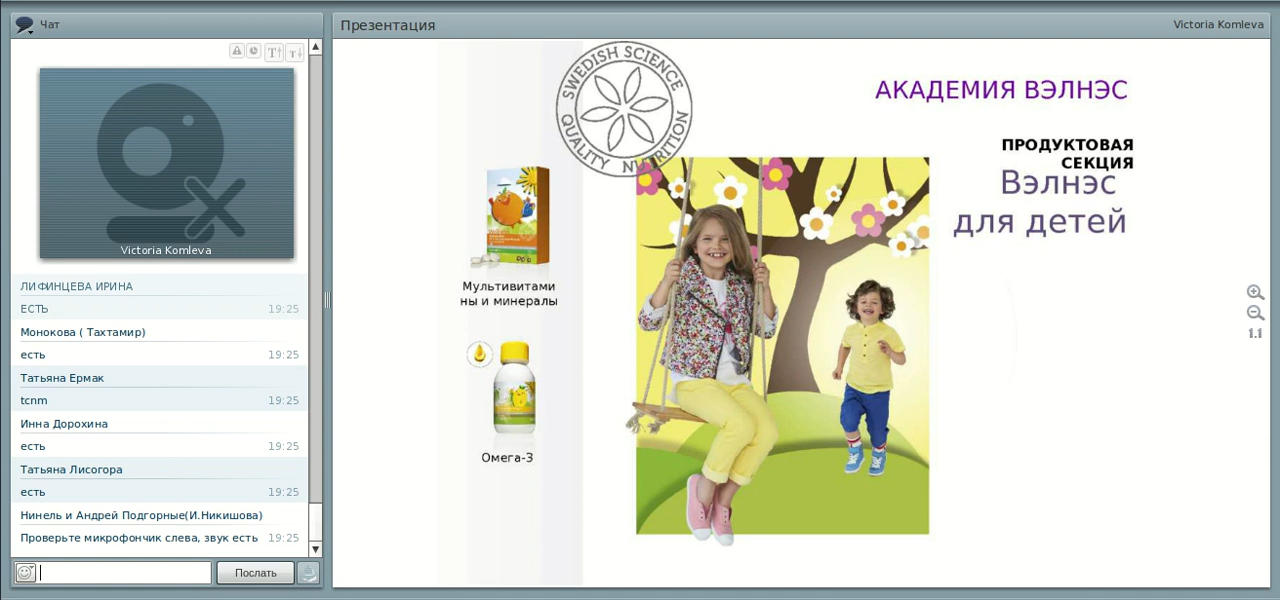 Чат
Victoria Komleva
ЛИФИНЦЕВА ИРИНА
ЕСТЬ 19:25
Монокова ( Тахтамир)
есть 19:25
Татьяна Ермак
tcnm 19:25
Инна Дорохина
есть 19:25
Татьяна Лисогора
есть 19:25
Нинель и Андрей Подгорные(И.Никишова)
Проверьте микрофончик слева, звук есть 19:25
Послать
Презентация
Victoria Komleva
SWEDISH SCIENCE
QUALITY NUTRITION
АКАДЕМИЯ ВЭЛНЭС
ПРОДУКТОВАЯ
СЕКЦИЯ
Вэлнэс
для детей
Мультивитами
ны и минералы
Омега-3
1.1